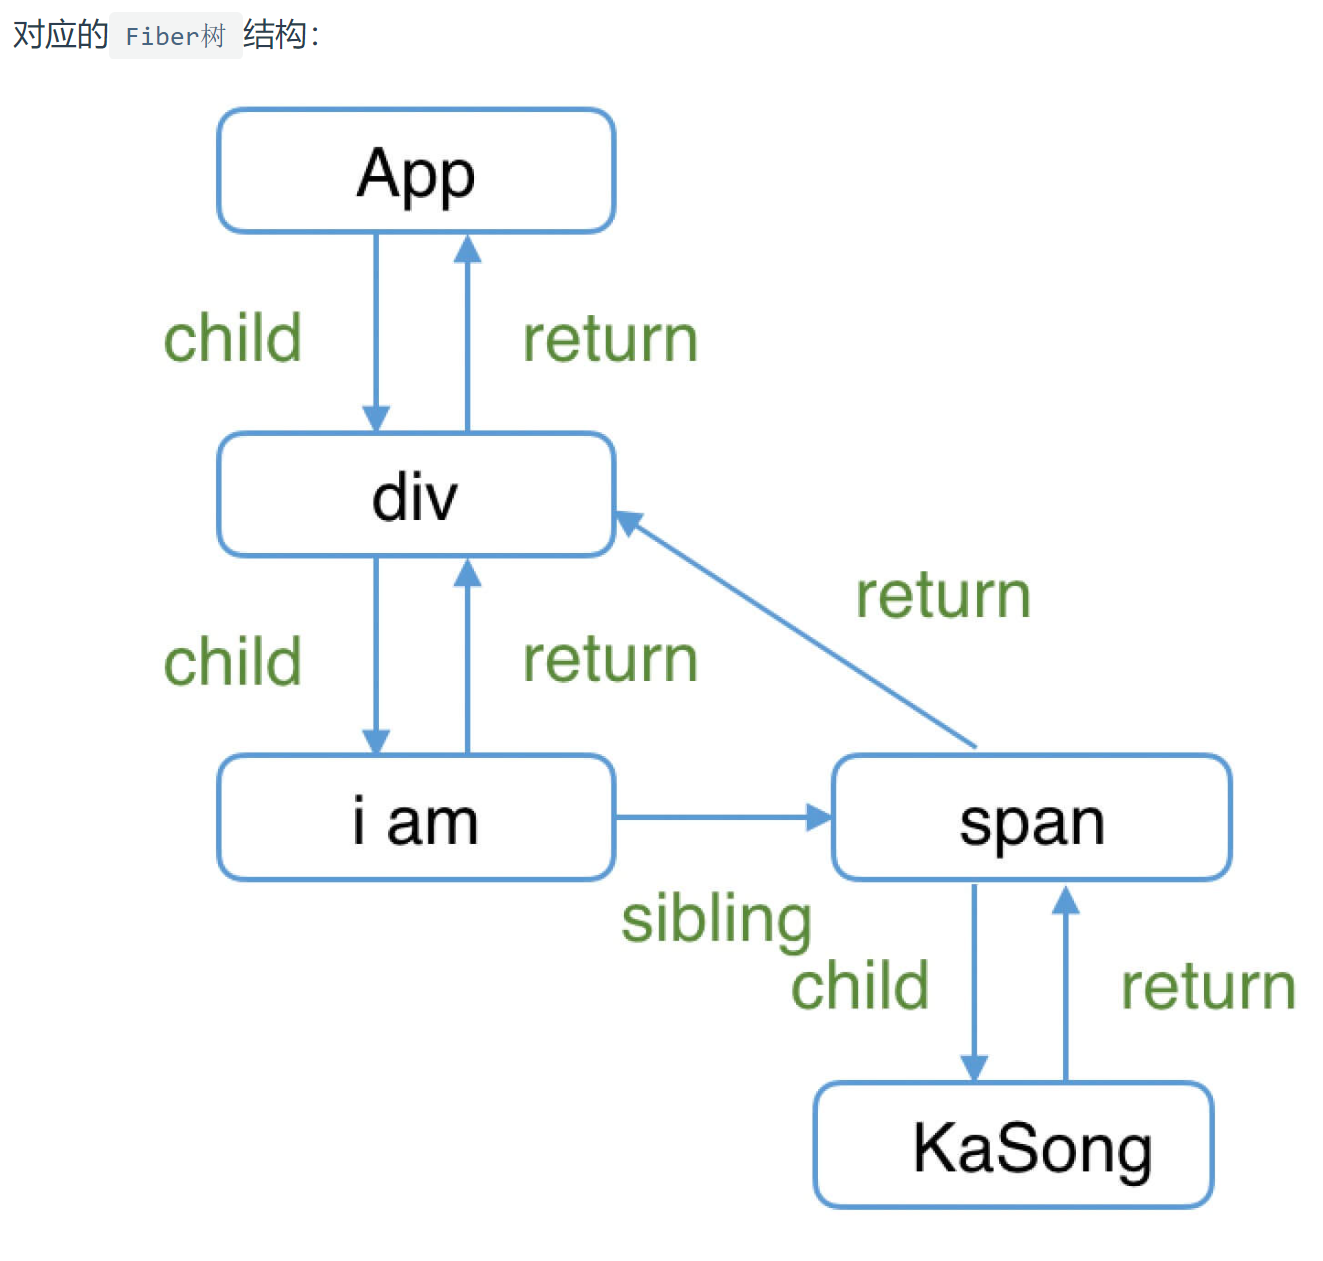 对应的 Fiber树 结构：
App
child
return
div
return
child
return
i am
span
sibling
child
return
KaSong